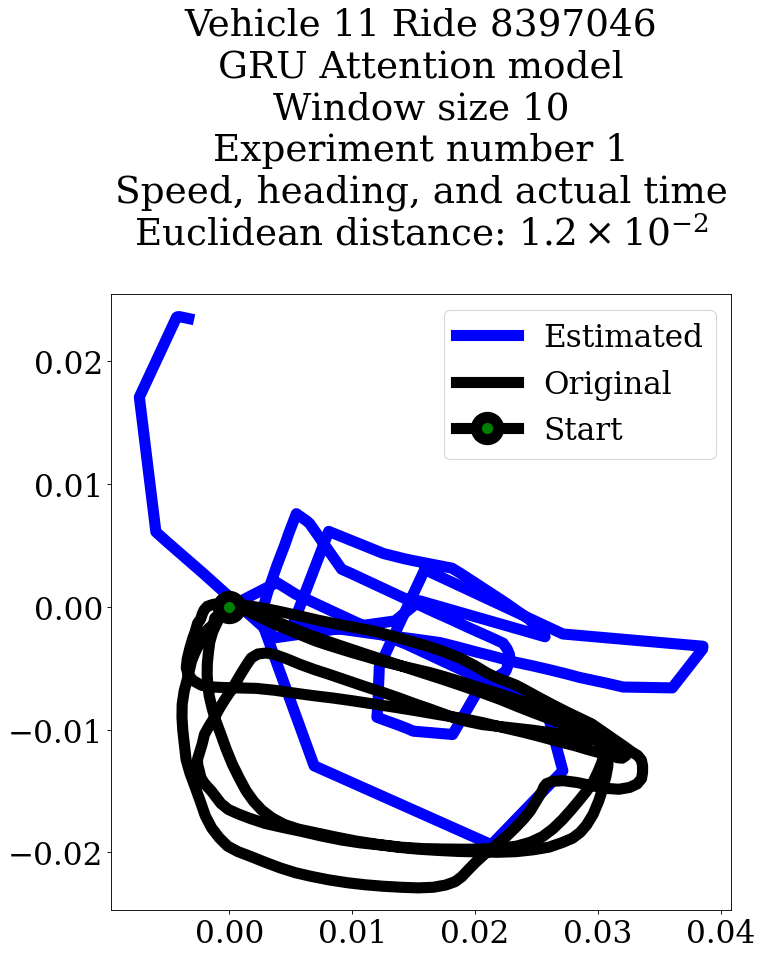 Vehicle 11 Ride 8397046
GRU Attention model
Window size 10
Experiment number 1
Speed, heading, and actual time
Euclidean distance: 1.2 × 10⁻²
Estimated
Original
Start
0.02
0.01
0.00
−0.01
−0.02
0.00 0.01 0.02 0.03 0.04